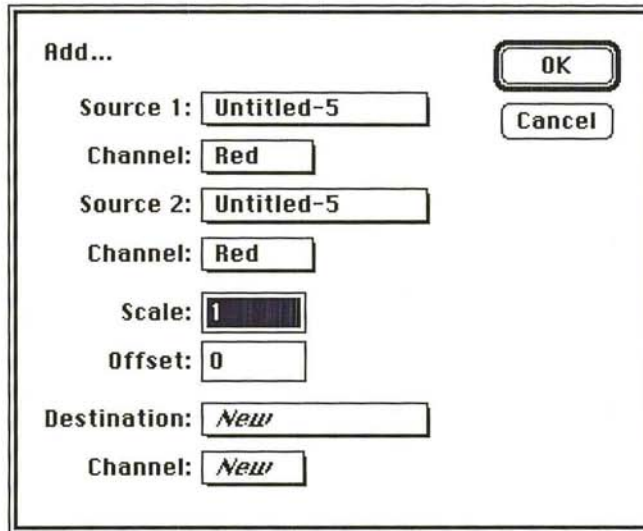 Add...
OK
Source 1: Untitled-5
Cancel
Channel: Red
Source 2: Untitled-5
Channel: Red
Scale: 1
Offset: 0
Destination: New
Channel: New